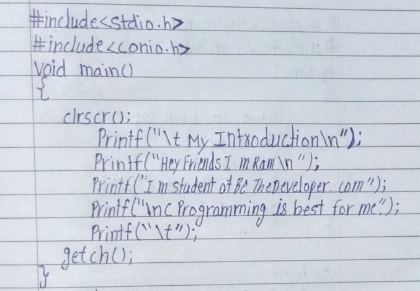 #include<stdio.h>
#include<conio.h>
void main()
{
clrscr();
Printf("\t My Introduction\n");
Printf("Hey Friends I m Ram\n");
Printf("I m student of Be TheDeveloper.com");
Printf("\nC Programming is best for me.");
Printf("\t");
getch();
}